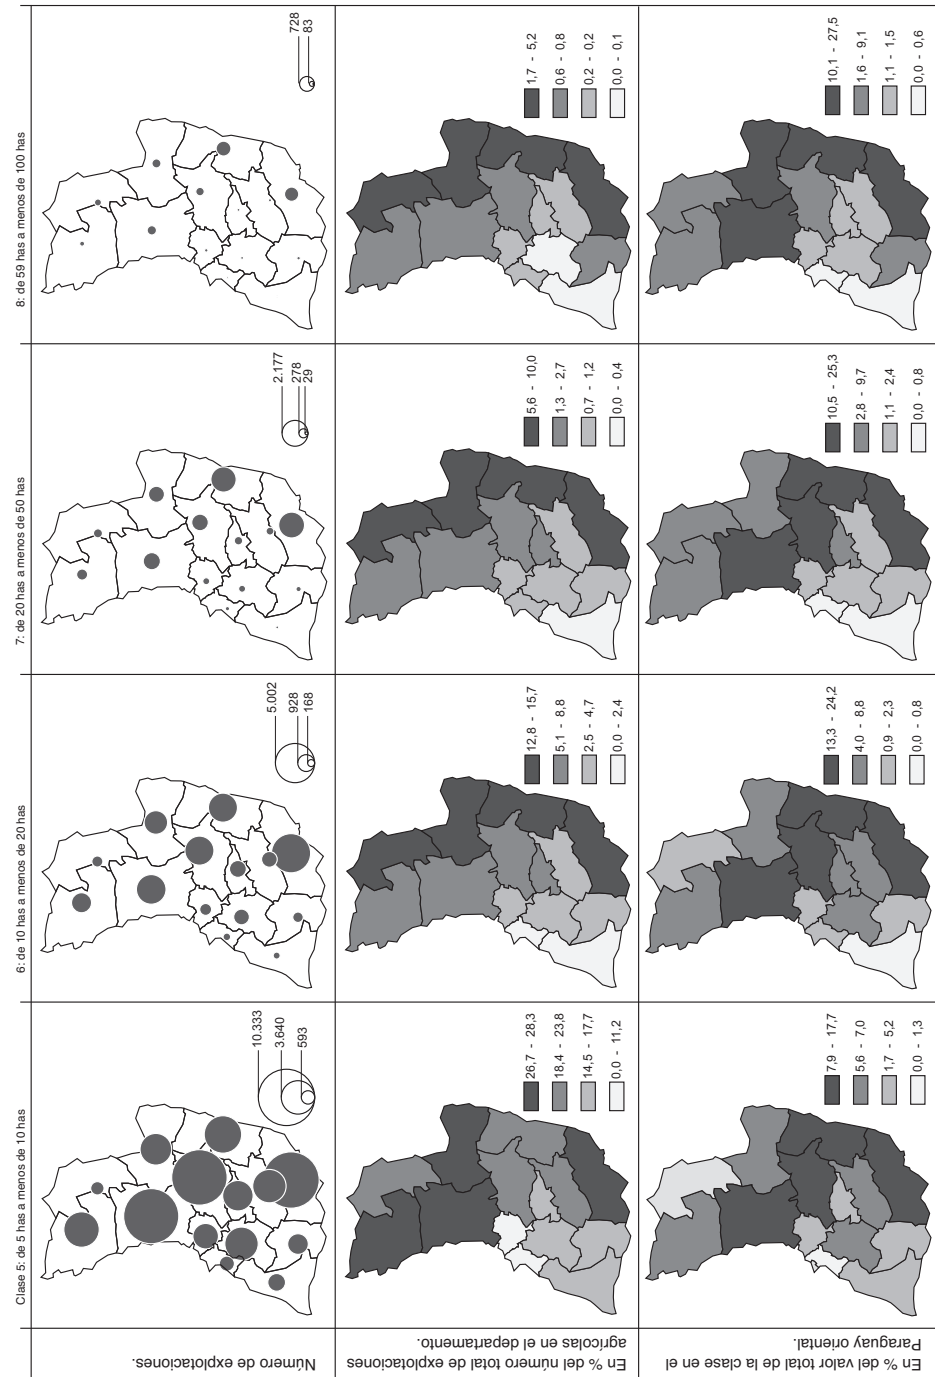 Clase 5: de 5 has a menos de 10 has
6: de 10 has a menos de 20 has
7: de 20 has a menos de 50 has
8: de 59 has a menos de 100 has
Número de explotaciones.
10.333
3.640
593
5.002
928
168
2.177
278
29
728
83
En % del número total de explotaciones
agrícolas en el departamento.
26,7 - 28,3
18,4 - 23,8
14,5 - 17,7
0,0 - 11,2
12,8 - 15,7
5,1 - 8,8
2,5 - 4,7
0,0 - 2,4
5,6 - 10,0
1,3 - 2,7
0,7 - 1,2
0,0 - 0,4
1,7 - 5,2
0,6 - 0,8
0,2 - 0,2
0,0 - 0,1
En % del valor total de la clase en el
Paraguay oriental.
7,9 - 17,7
5,6 - 7,0
1,7 - 5,2
0,0 - 1,3
13,3 - 24,2
4,0 - 8,8
0,9 - 2,3
0,0 - 0,8
10,5 - 25,3
2,8 - 9,7
1,1 - 2,4
0,0 - 0,8
10,1 - 27,5
1,6 - 9,1
1,1 - 1,5
0,0 - 0,6